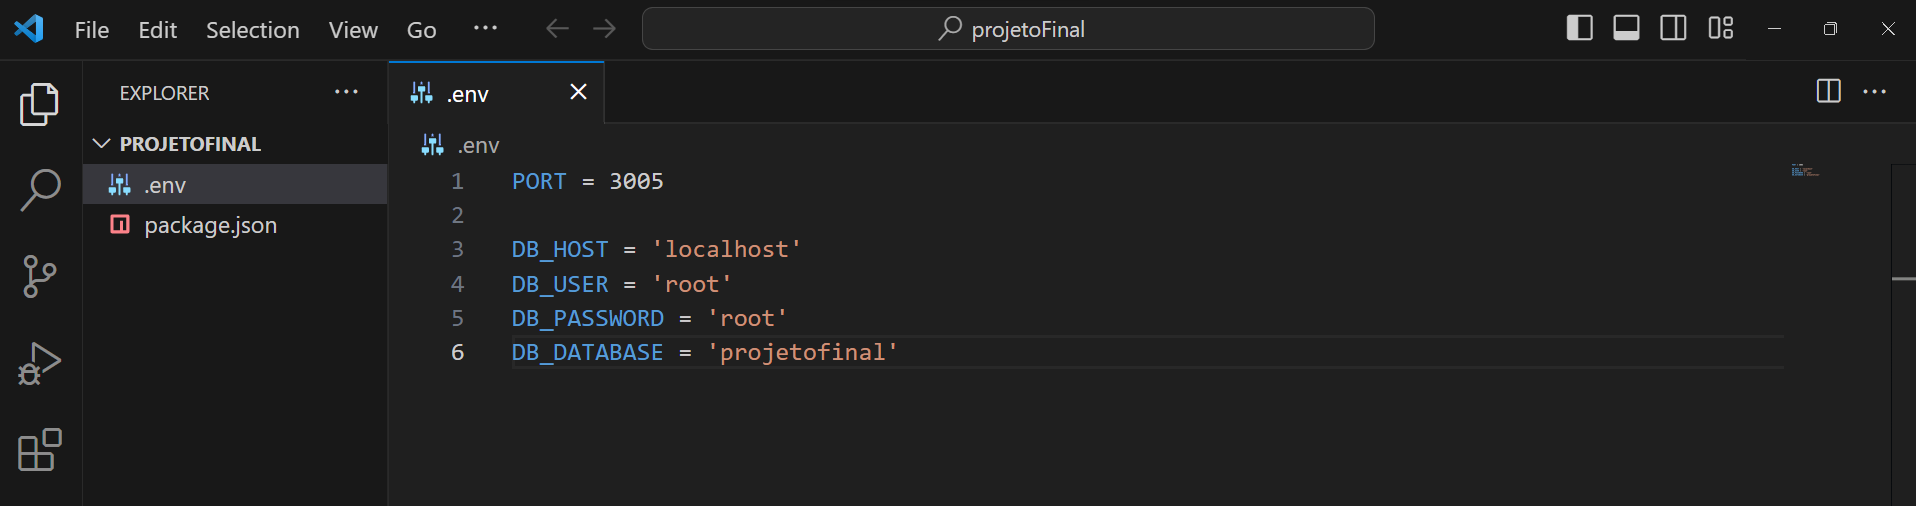 File Edit Selection View Go ··· projetoFinal
EXPLORER ···
PROJETOFINAL
.env
package.json
.env
.env
1 PORT = 3005
2
3 DB_HOST = 'localhost'
4 DB_USER = 'root'
5 DB_PASSWORD = 'root'
6 DB_DATABASE = 'projetofinal'